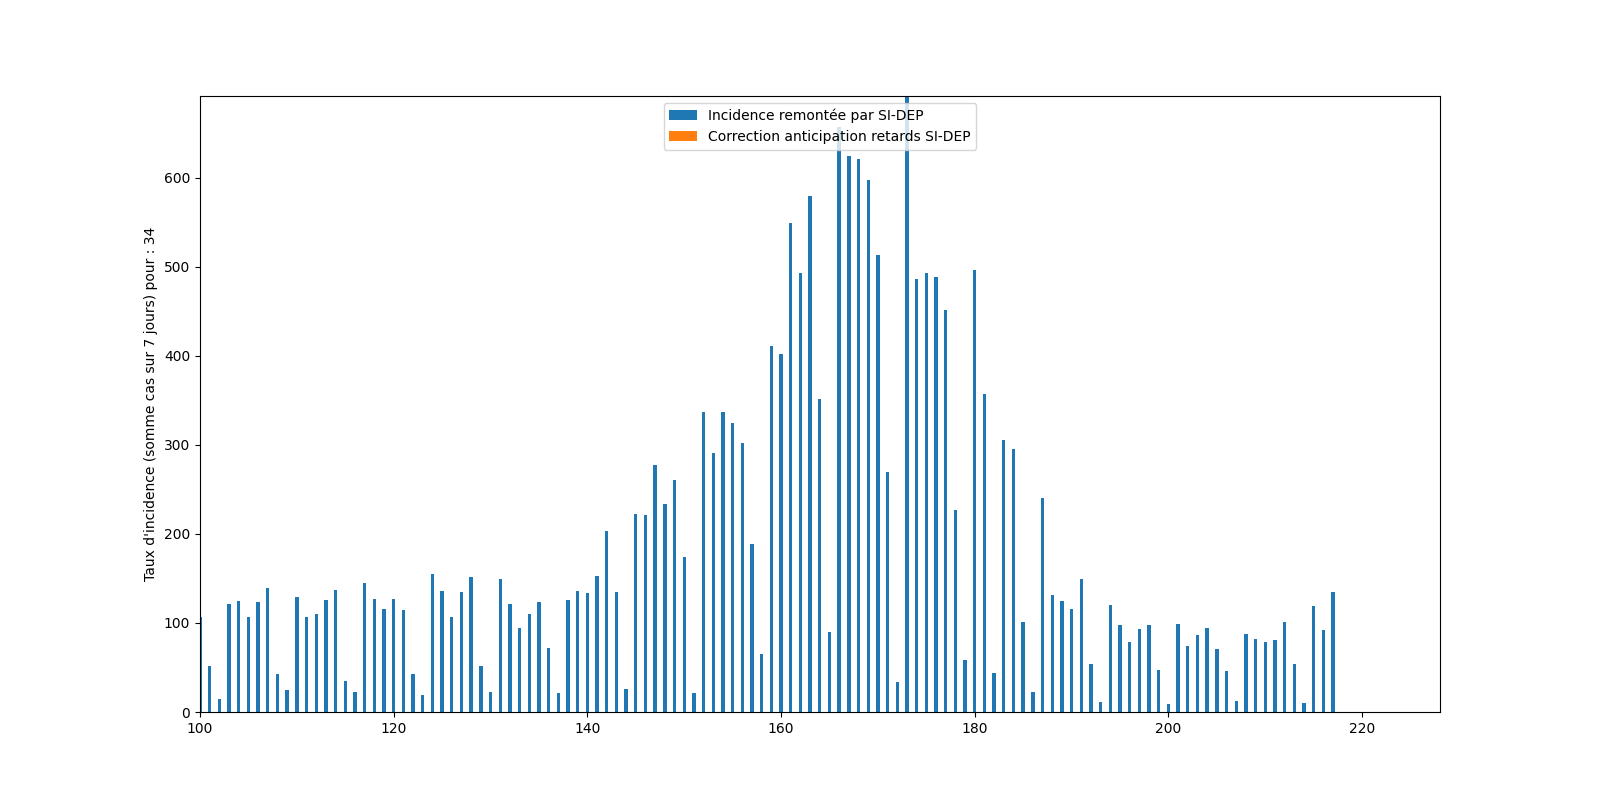 Incidence remontée par SI-DEP
Correction anticipation retards SI-DEP
Taux d'incidence (somme cas sur 7 jours) pour : 34
600
500
400
300
200
100
0
100 120 140 160 180 200 220